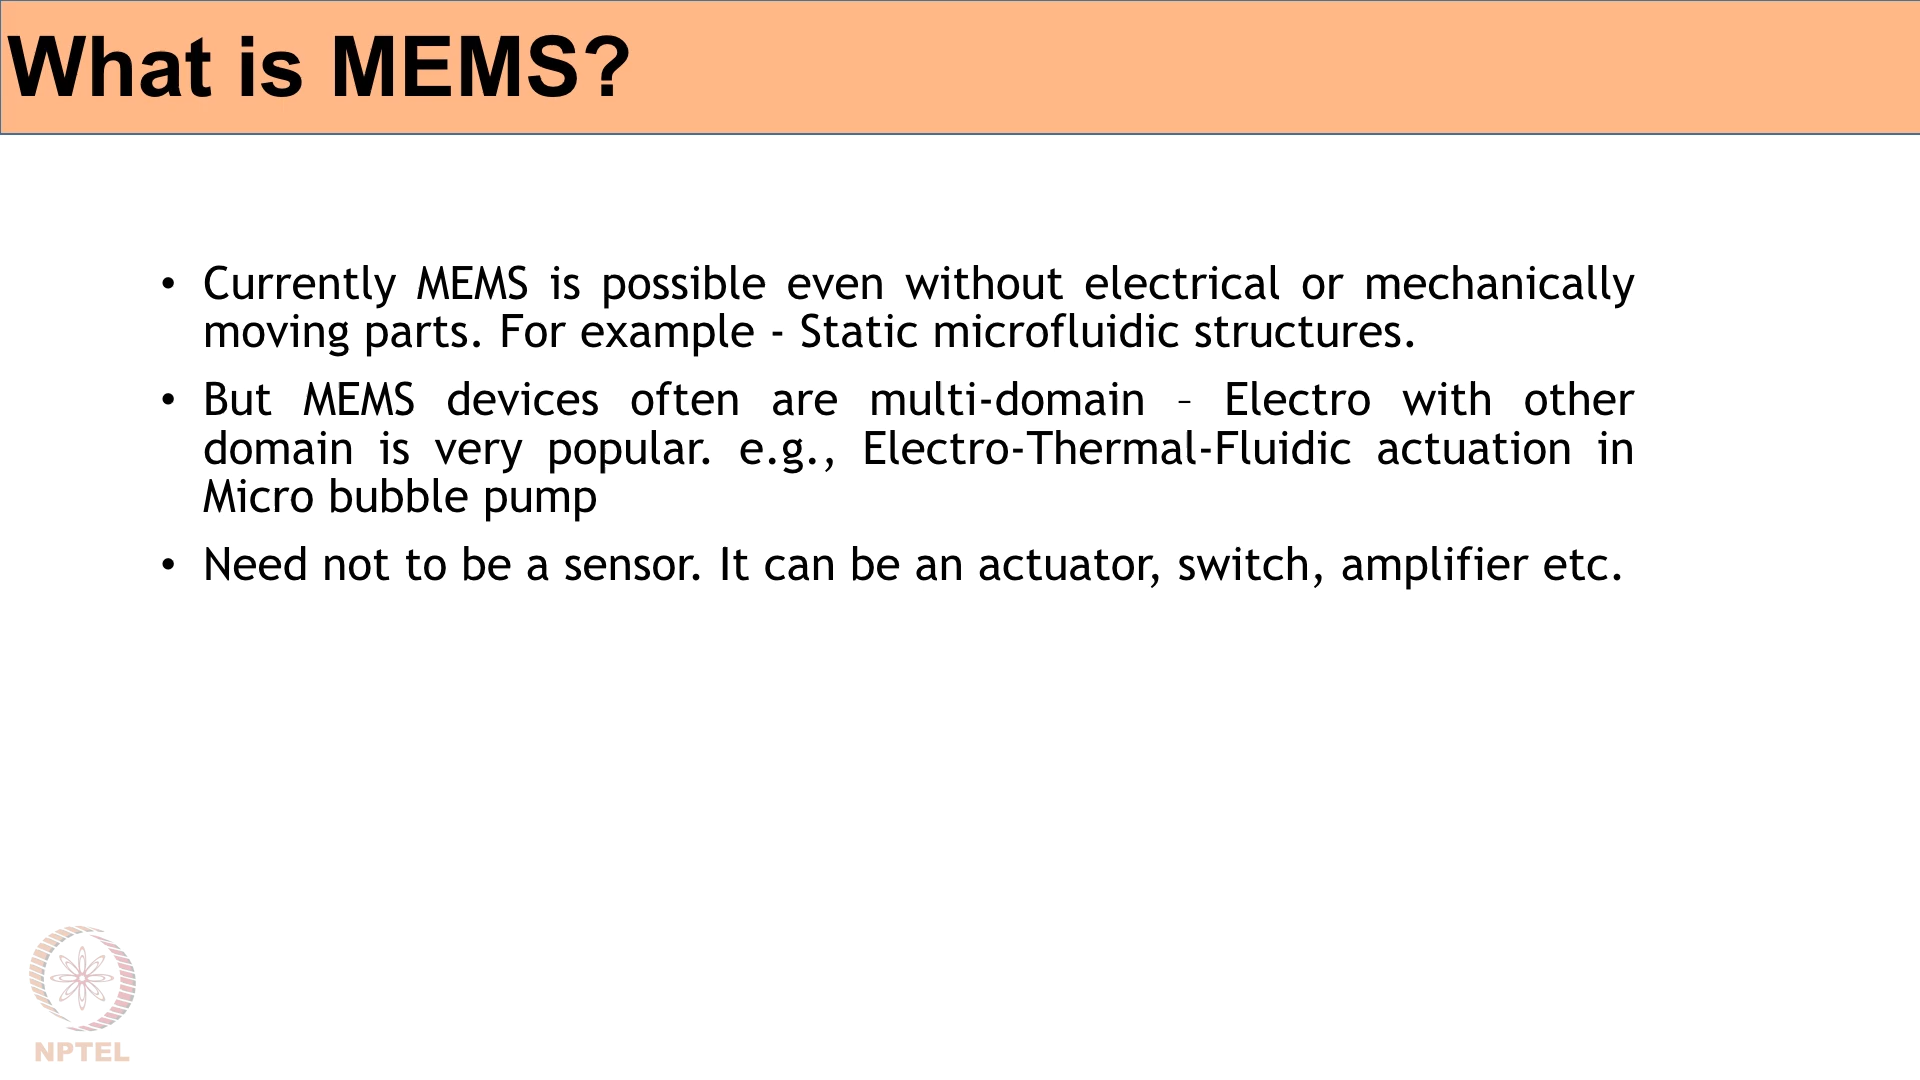 What is MEMS?
• Currently MEMS is possible even without electrical or mechanically
moving parts. For example - Static microfluidic structures.
• But MEMS devices often are multi-domain – Electro with other
domain is very popular. e.g., Electro-Thermal-Fluidic actuation in
Micro bubble pump
• Need not to be a sensor. It can be an actuator, switch, amplifier etc.
NPTEL